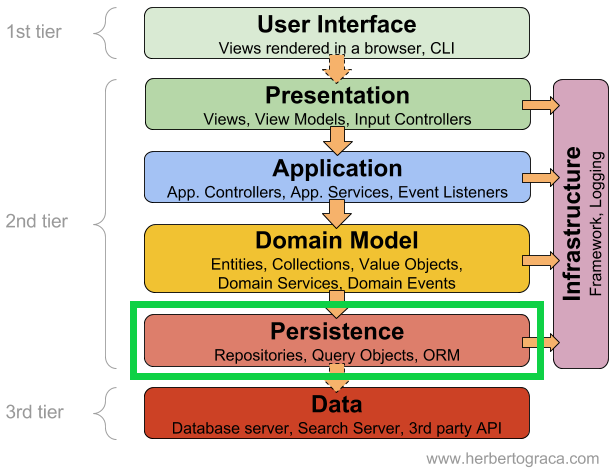 1st tier
User Interface
Views rendered in a browser, CLI
Presentation
Views, View Models, Input Controllers
Application
App. Controllers, App. Services, Event Listeners
2nd tier
Domain Model
Entities, Collections, Value Objects,
Domain Services, Domain Events
Persistence
Repositories, Query Objects, ORM
Infrastructure
Framework, Logging
3rd tier
Data
Database server, Search Server, 3rd party API
www.herbertograca.com